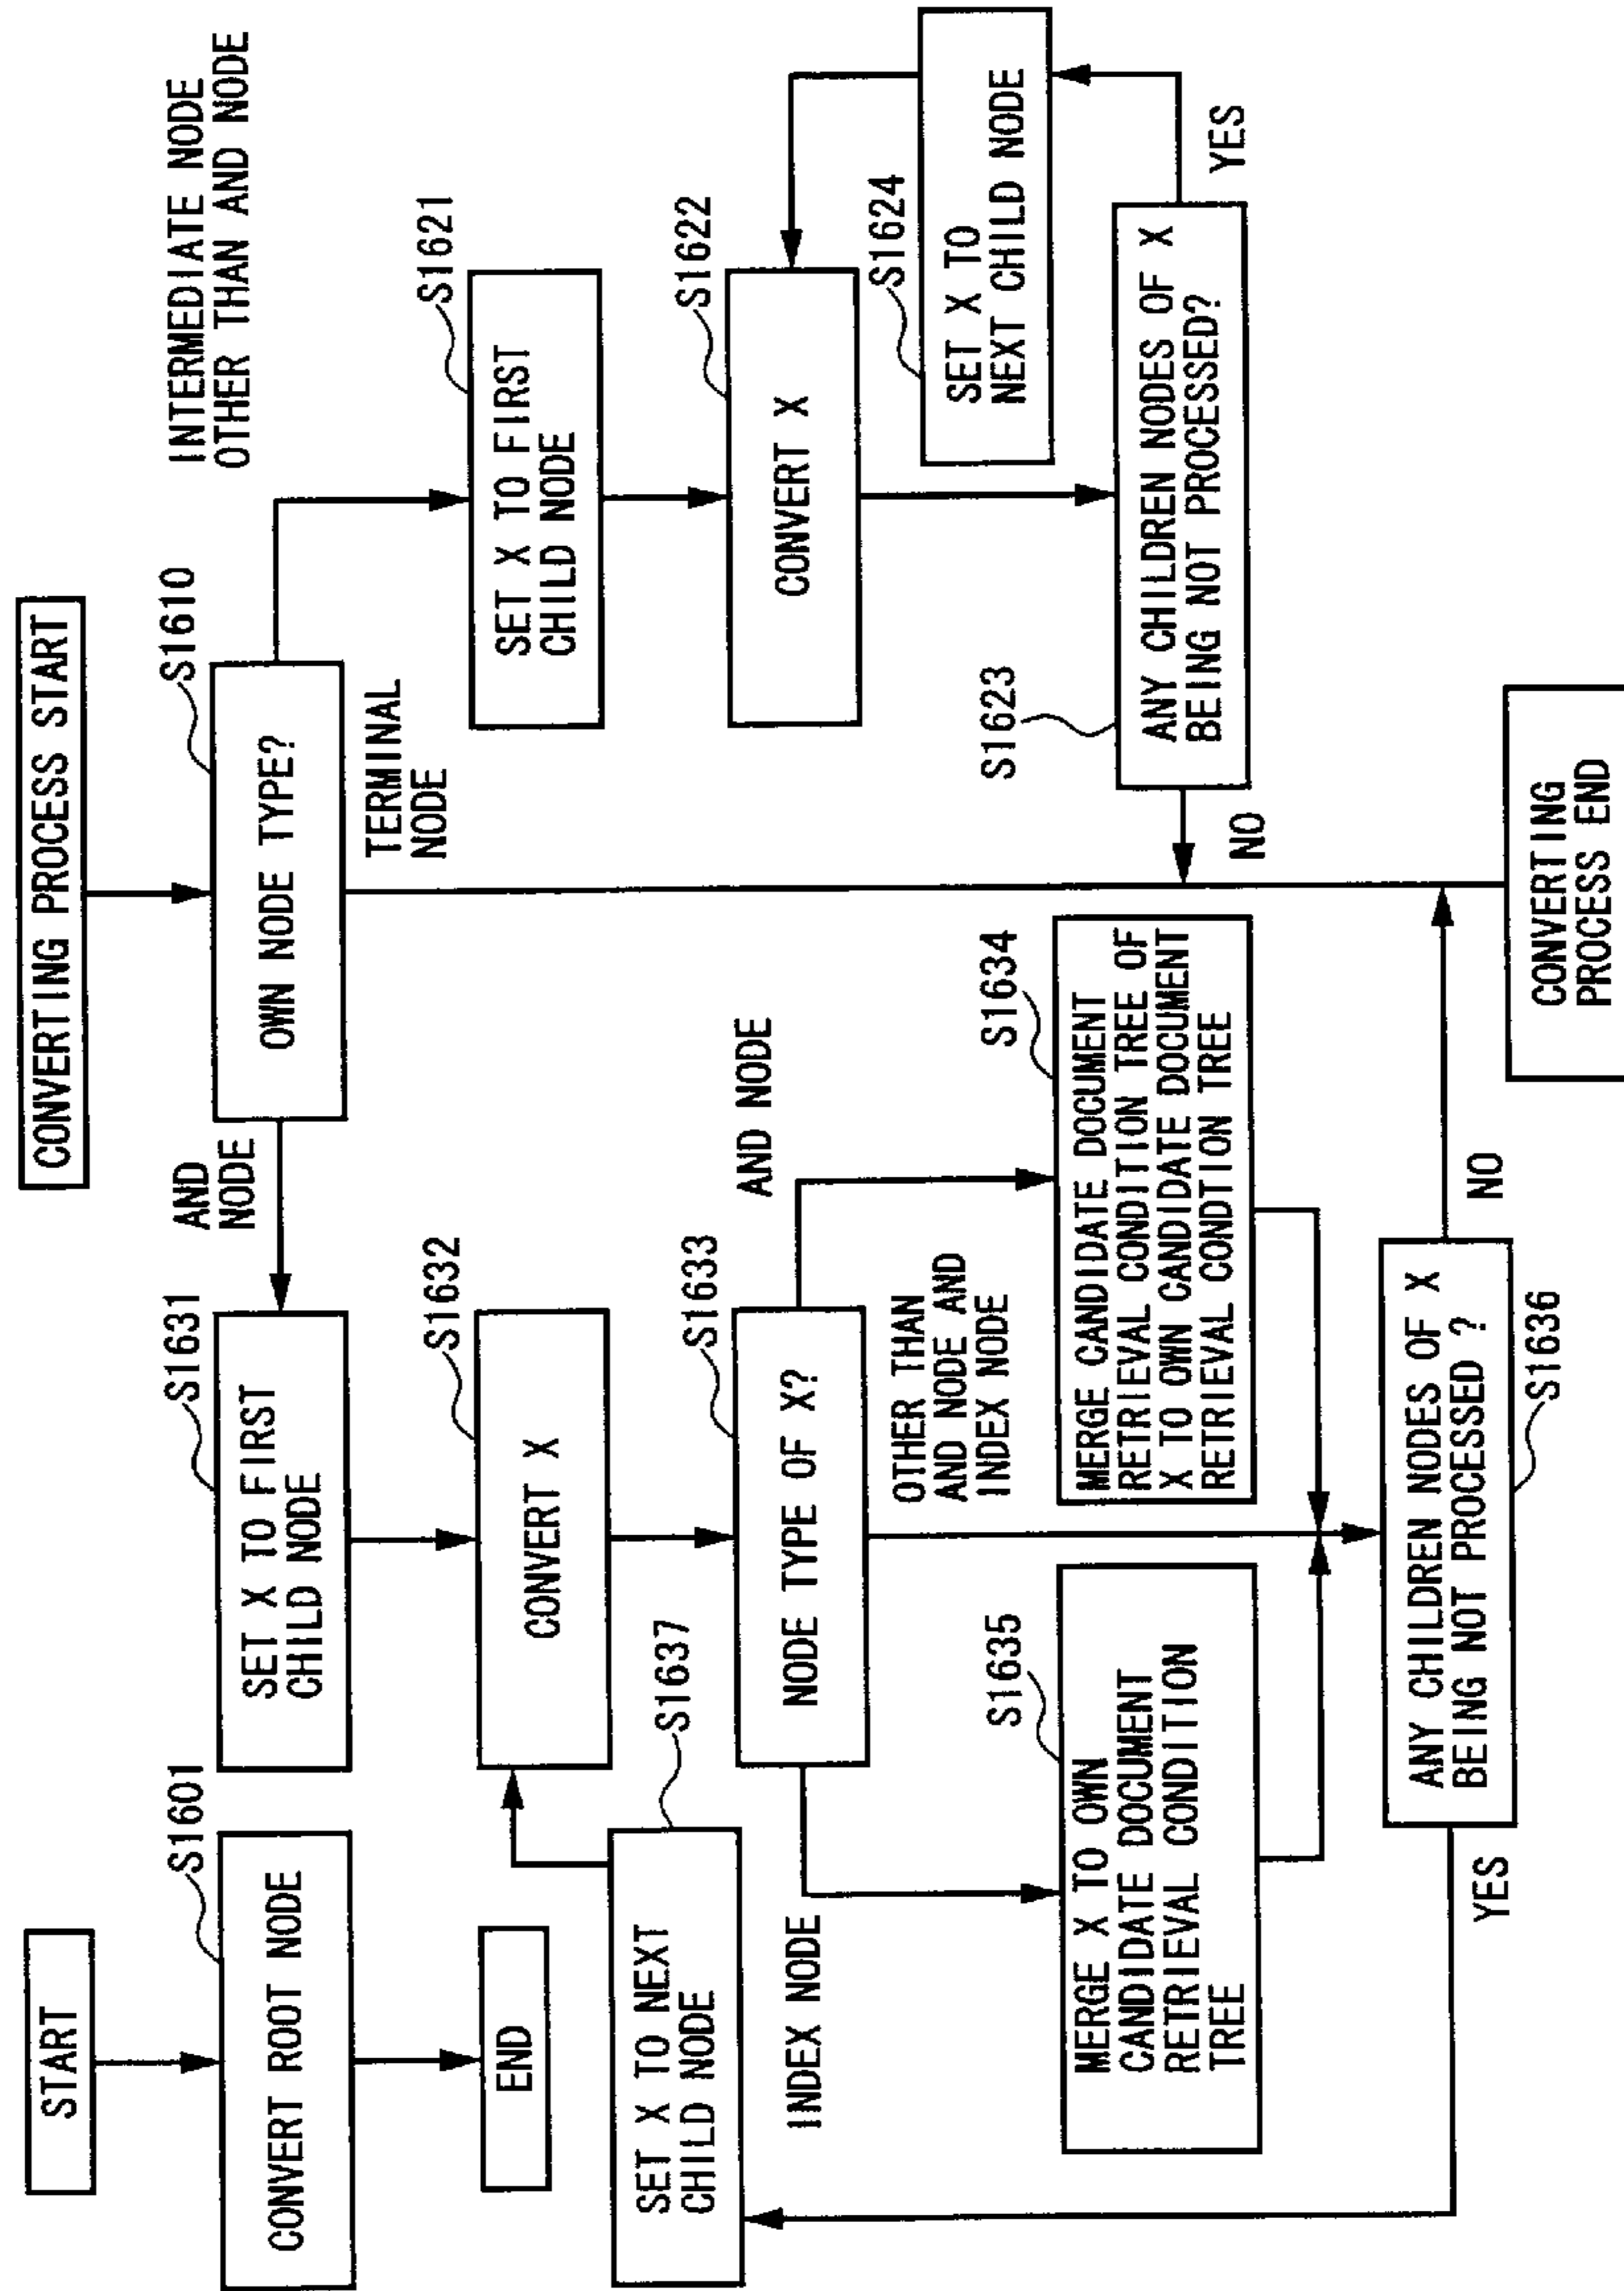 START
S1601
CONVERT ROOT NODE
END
CONVERTING PROCESS START
S1610
OWN NODE TYPE?
AND
NODE
TERMINAL
NODE
INTERMEDIATE NODE
OTHER THAN AND NODE
S1631
SET X TO FIRST
CHILD NODE
S1632
CONVERT X
S1637
SET X TO NEXT
CHILD NODE
S1633
NODE TYPE OF X?
INDEX NODE
OTHER THAN
AND NODE AND
INDEX NODE
AND NODE
S1635
MERGE X TO OWN
CANDIDATE DOCUMENT
RETRIEVAL CONDITION
TREE
S1634
MERGE CANDIDATE DOCUMENT
RETRIEVAL CONDITION TREE OF
X TO OWN CANDIDATE DOCUMENT
RETRIEVAL CONDTION TREE
ANY CHILDREN NODES OF X
BEING NOT PROCESSED ?
S1636
YES
NO
S1621
SET X TO FIRST
CHILD NODE
S1622
CONVERT X
S1624
SET X TO
NEXT CHILD NODE
S1623
ANY CHILDREN NODES OF X
BEING NOT PROCESSED?
YES
NO
CONVERTING
PROCESS END